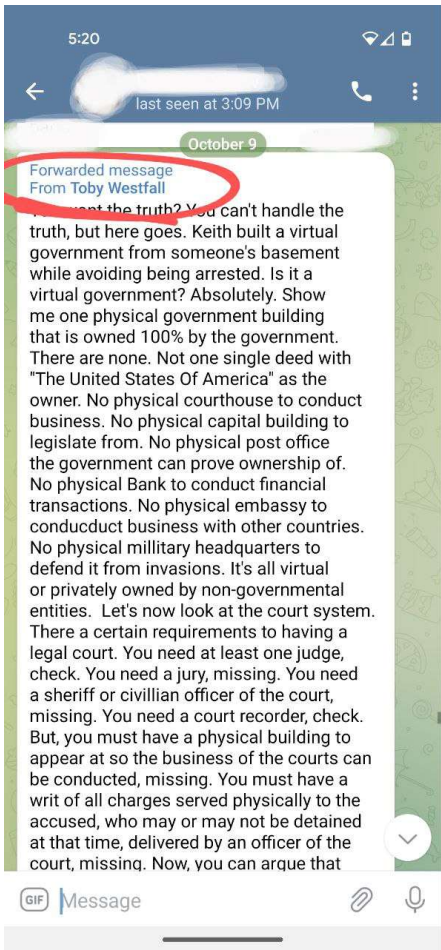 5:20
last seen at 3:09 PM
October 9
Forwarded message
From Toby Westfall
want the truth? You can't handle the
truth, but here goes. Keith built a virtual
government from someone's basement
while avoiding being arrested. Is it a
virtual government? Absolutely. Show
me one physical government building
that is owned 100% by the government.
There are none. Not one single deed with
"The United States Of America" as the
owner. No physical courthouse to conduct
business. No physical capital building to
legislate from. No physical post office
the government can prove ownership of.
No physical Bank to conduct financial
transactions. No physical embassy to
conducduct business with other countries.
No physical millitary headquarters to
defend it from invasions. It's all virtual
or privately owned by non-governmental
entities.  Let's now look at the court system.
There a certain requirements to having a
legal court. You need at least one judge,
check. You need a jury, missing. You need
a sheriff or civillian officer of the court,
missing. You need a court recorder, check.
But, you must have a physical building to
appear at so the business of the courts can
be conducted, missing. You must have a
writ of all charges served physically to the
accused, who may or may not be detained
at that time, delivered by an officer of the
court, missing. Now, you can argue that
GIF Message